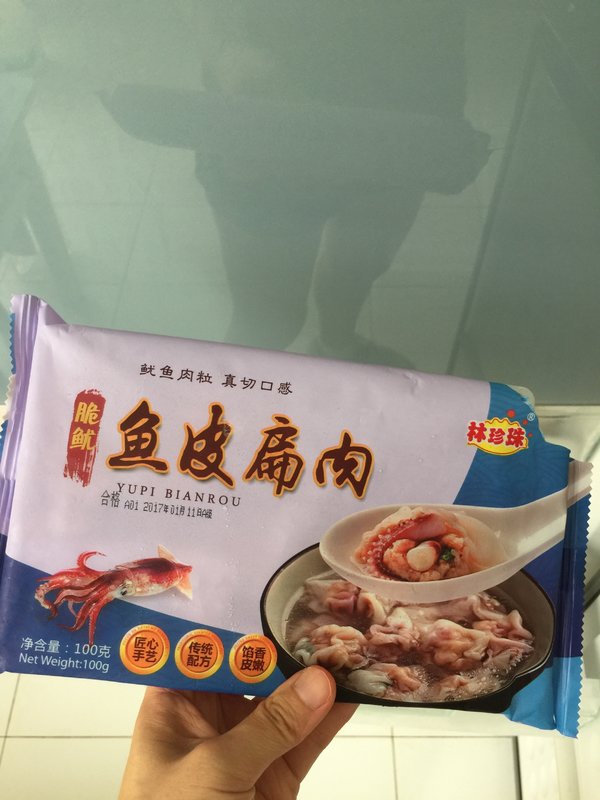 鱿鱼肉粒 真切口感
脆鱿
鱼皮扁肉
YUPI BIANROU
合格 A01 2017年01月11日A级
林珍珠®
净含量：100克
Net Weight:100g
匠心
手艺
传统
配方
馅香
皮嫩